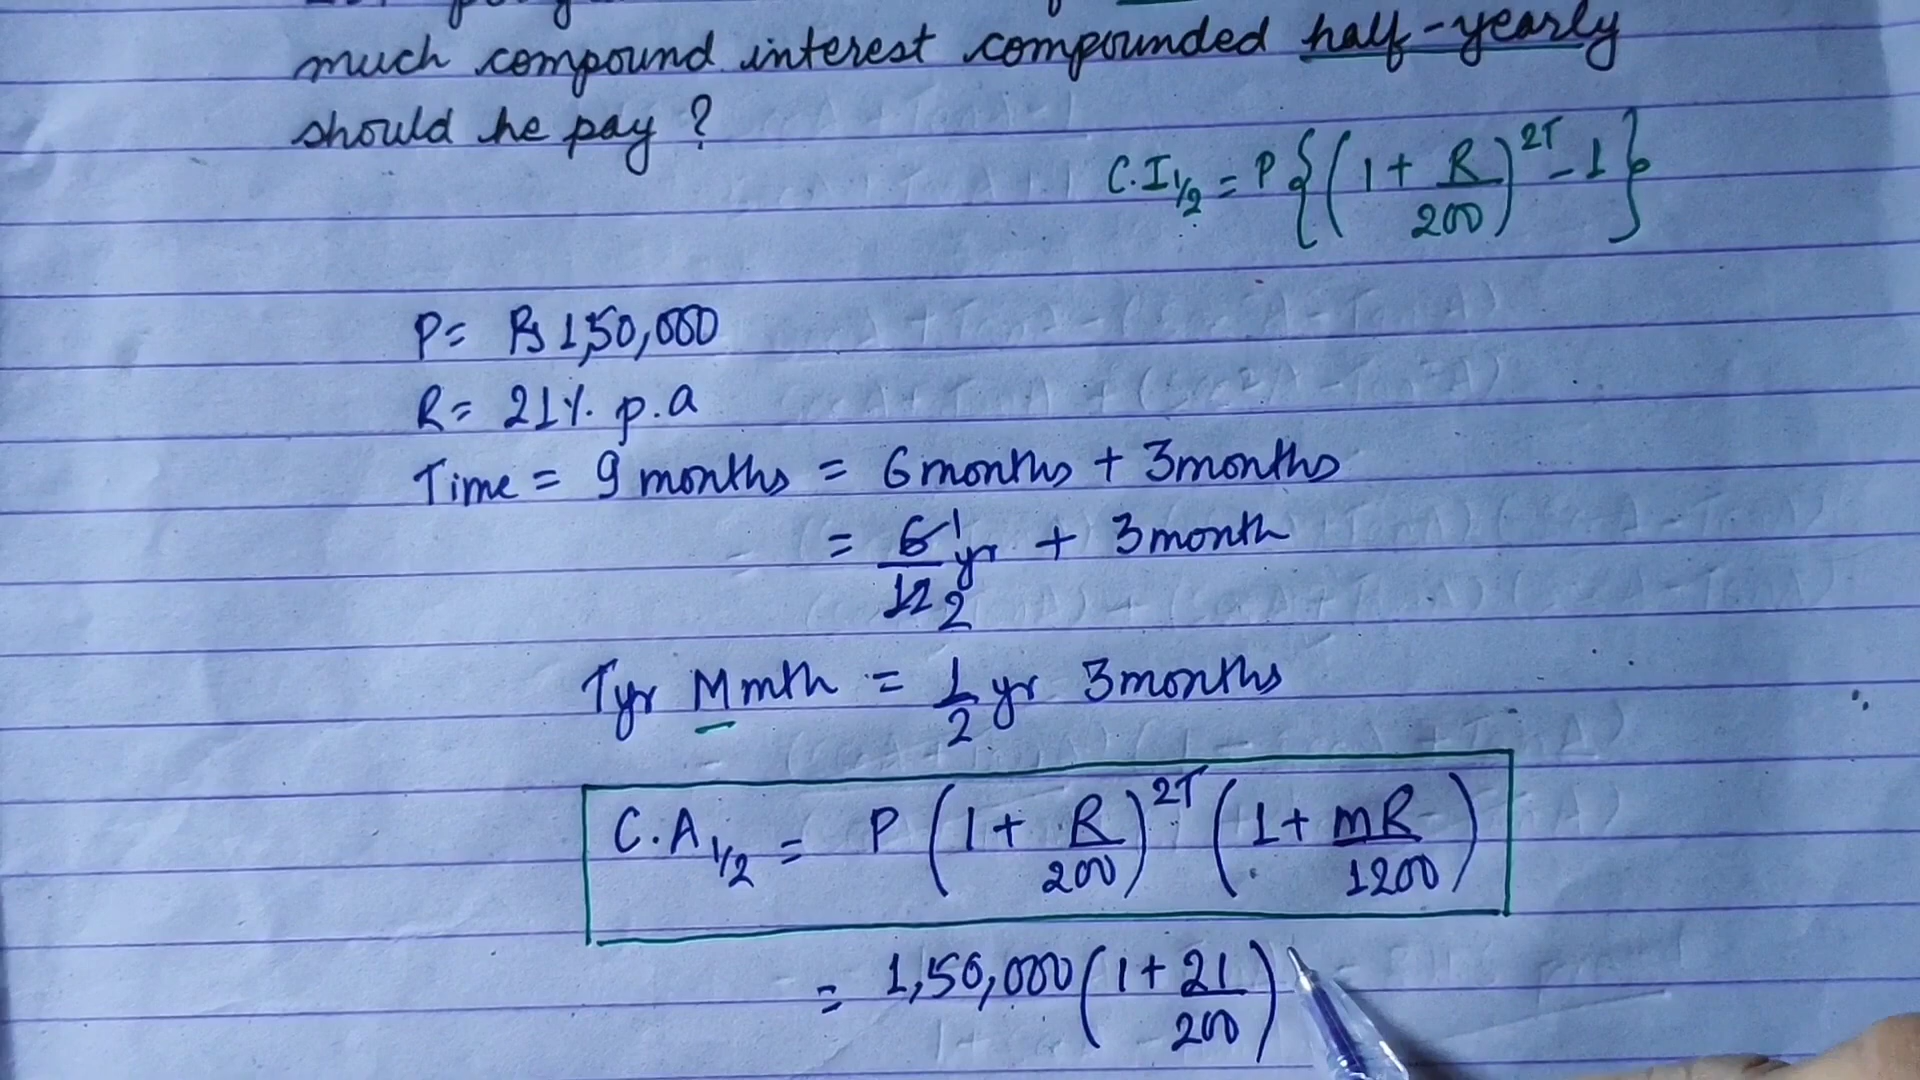 much compound interest compounded half-yearly
should he pay ?
C.I½ = P{(1 + R/200)^2T - 1}
P = Rs 1,50,000
R = 21% p.a
Time = 9 months = 6 months + 3 months
= 6/12 1/2 yr + 3 month
T yr M mth = 1/2 yr 3 months
C.A½ = P (1 + R/200)^2T (1 + mR/1200)
= 1,50,000 (1 + 21/200)